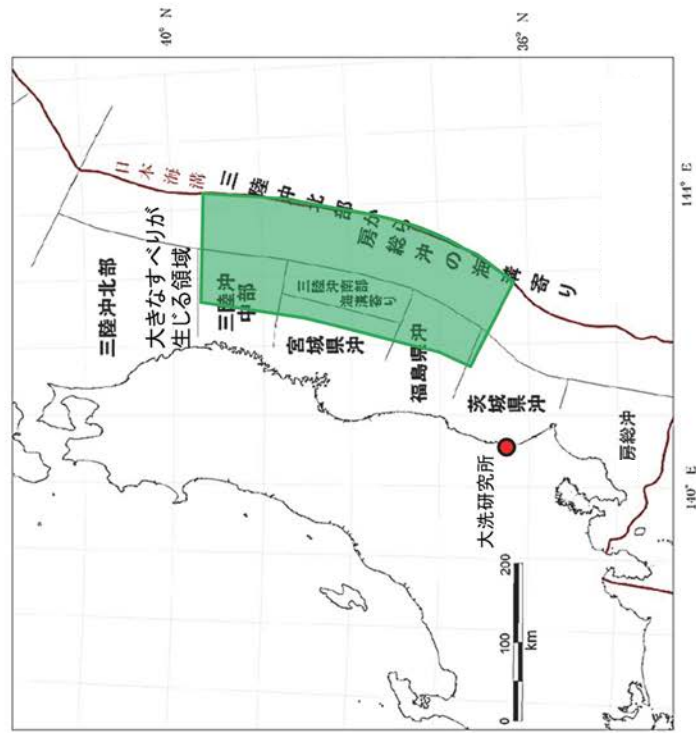 40° N
36° N
144° E
140° E
日本海溝
三陸沖北部から
房総沖の海溝寄り
三陸沖北部
大きなすべりが
生じる領域
三陸沖
中部
宮城県沖
三陸沖南部
海溝寄り
福島県沖
茨城県沖
大洗研究所
房総沖
0 100 200
km